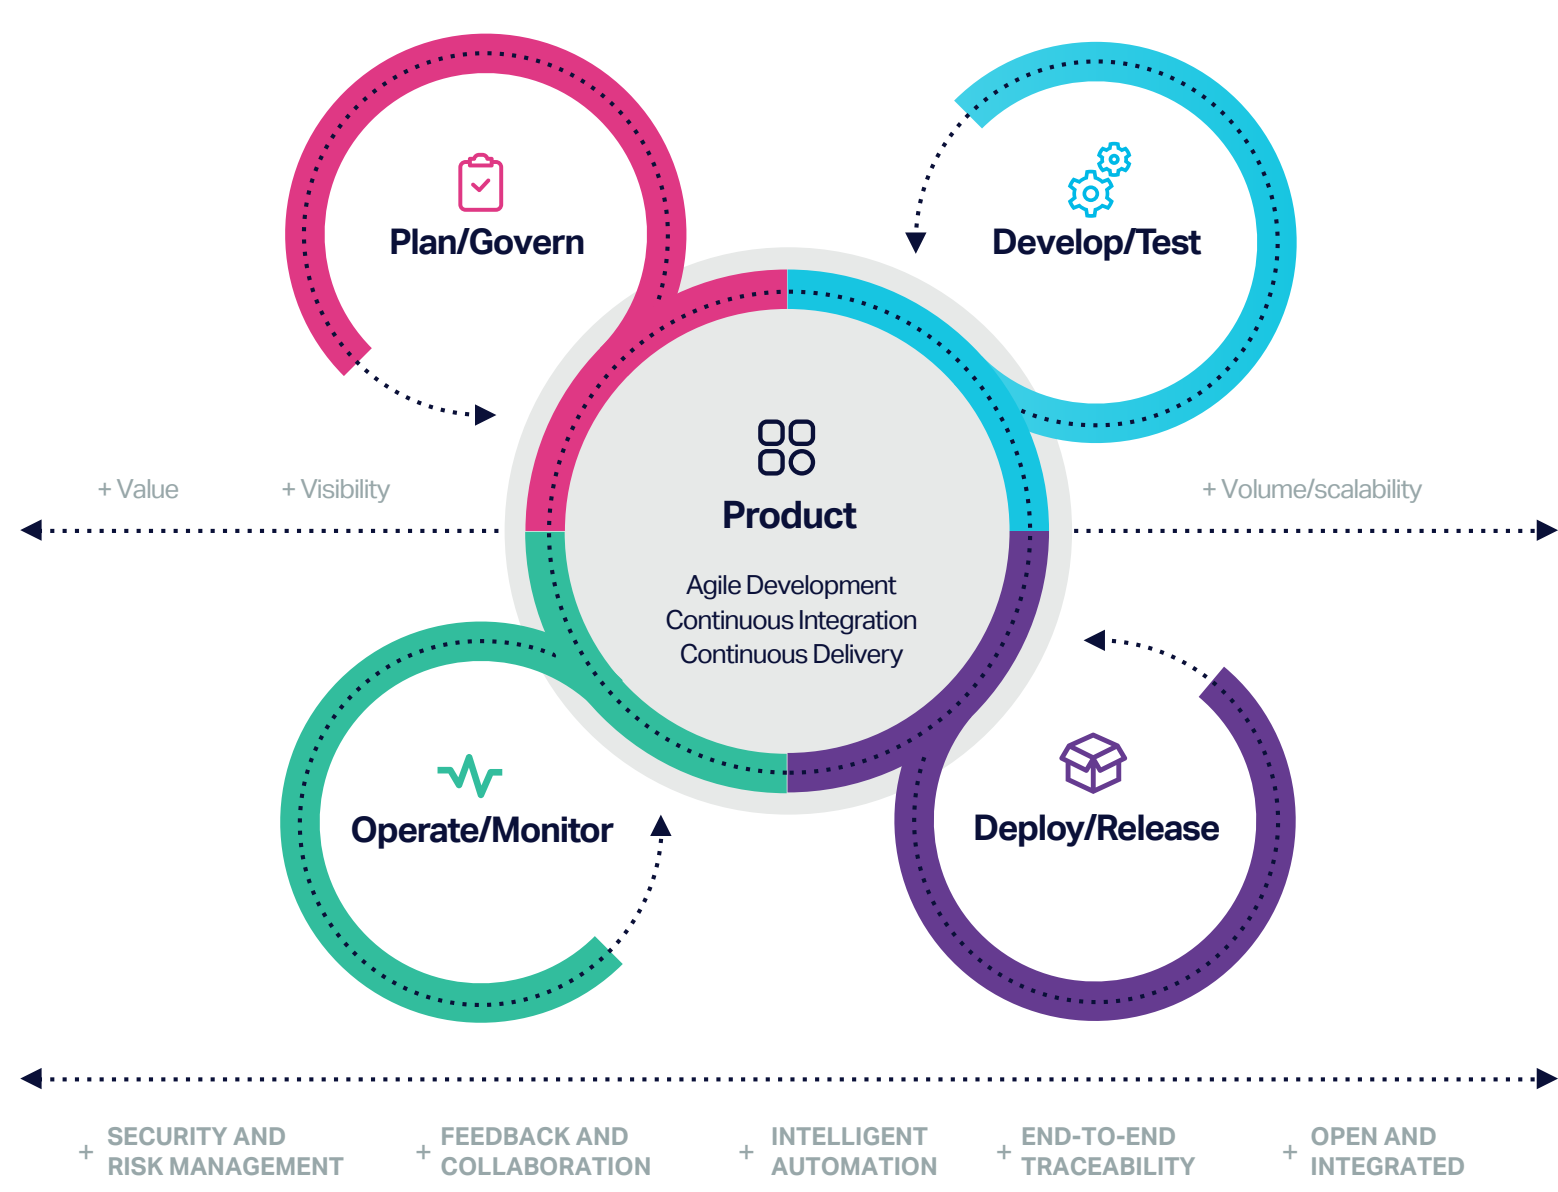 Plan/Govern
Develop/Test
+ Value
+ Visibility
+ Volume/scalability
Product
Agile Development
Continuous Integration
Continuous Delivery
Operate/Monitor
Deploy/Release
+ SECURITY AND
RISK MANAGEMENT
+ FEEDBACK AND
COLLABORATION
+ INTELLIGENT
AUTOMATION
+ END-TO-END
TRACEABILITY
+ OPEN AND
INTEGRATED